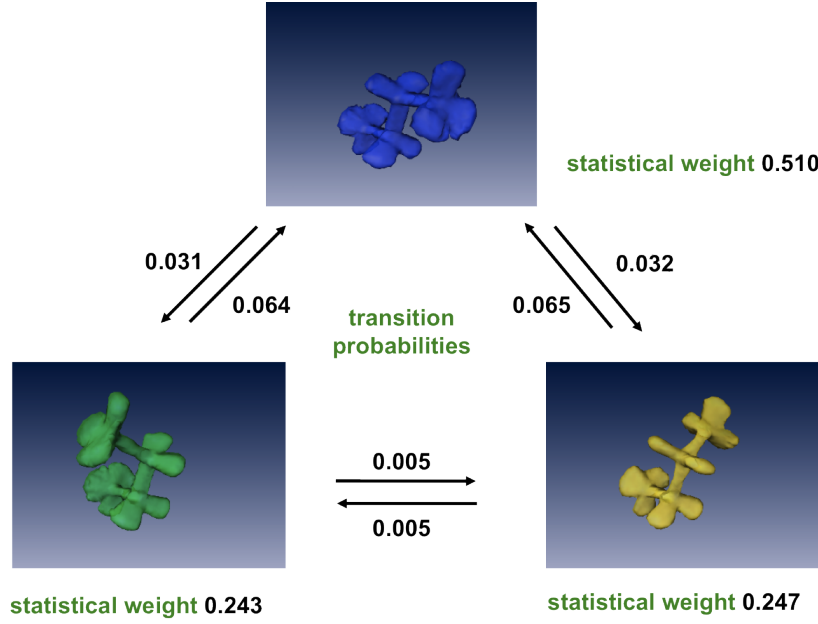 statistical weight 0.510
0.031
0.032
0.064
0.065
transition
probabilities
0.005
0.005
statistical weight 0.243
statistical weight 0.247